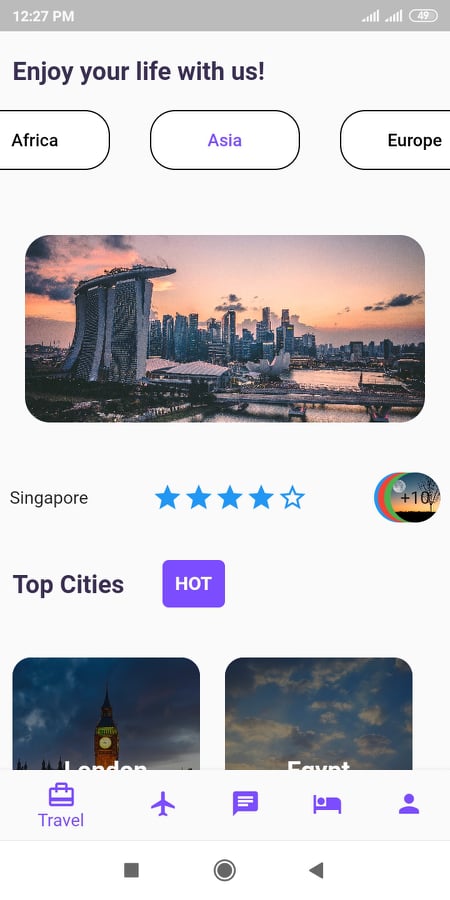 12:27 PM
49
Enjoy your life with us!
Africa
Asia
Europe
Singapore
+10
Top Cities
HOT
London
Egypt
Travel